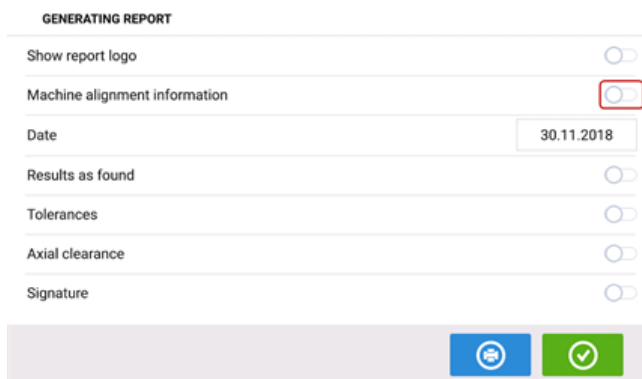 GENERATING REPORT
Show report logo
Machine alignment information
Date 30.11.2018
Results as found
Tolerances
Axial clearance
Signature